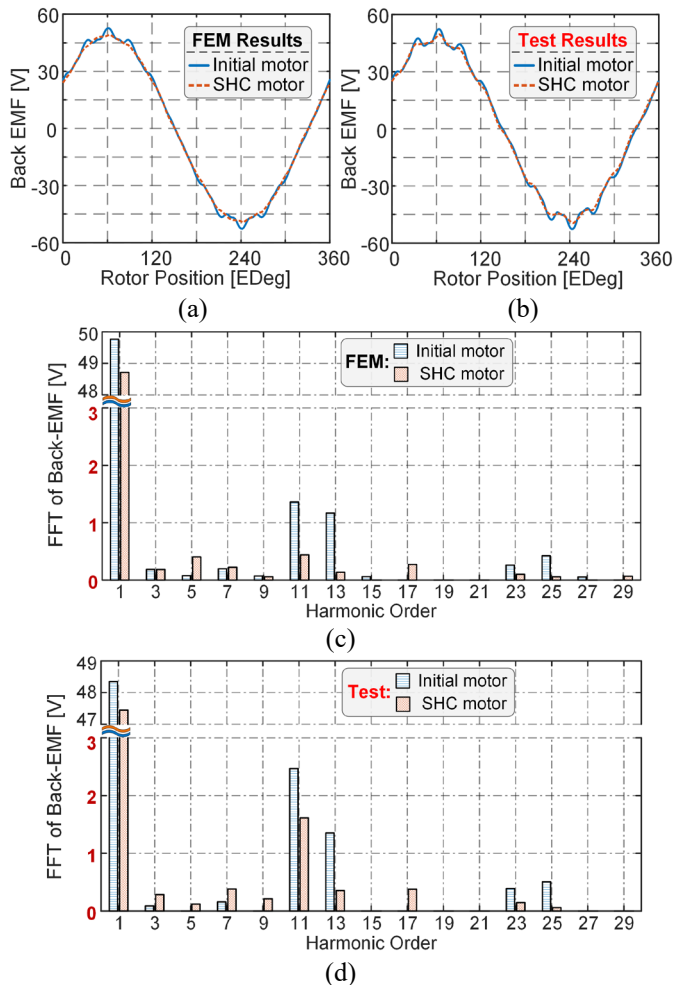 60
30
0
-30
-60
Back EMF [V]
FEM Results
Initial motor
SHC motor
0 120 240 360
Rotor Position [EDeg]
(a)
60
30
0
-30
-60
Back EMF [V]
Test Results
Initial motor
SHC motor
0 120 240 360
Rotor Position [EDeg]
(b)
50
49
48
3
2
1
0
FFT of Back-EMF [V]
FEM:
Initial motor
SHC motor
1 3 5 7 9 11 13 15 17 19 21 23 25 27 29
Harmonic Order
(c)
49
48
47
3
2
1
0
FFT of Back-EMF [V]
Test:
Initial motor
SHC motor
1 3 5 7 9 11 13 15 17 19 21 23 25 27 29
Harmonic Order
(d)